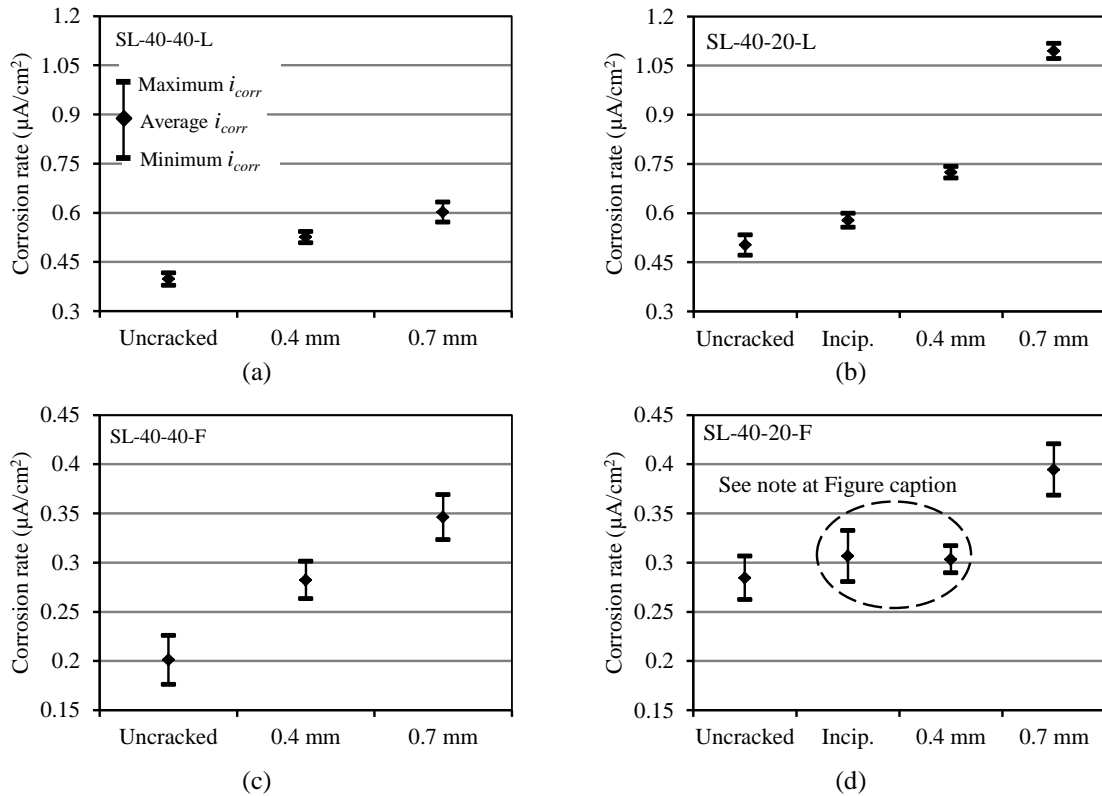 Corrosion rate (µA/cm²)
1.2
1.05
0.9
0.75
0.6
0.45
0.3
SL-40-40-L
Maximum i_corr
Average i_corr
Minimum i_corr
Uncracked 0.4 mm 0.7 mm
(a)
Corrosion rate (µA/cm²)
1.2
1.05
0.9
0.75
0.6
0.45
0.3
SL-40-20-L
Uncracked Incip. 0.4 mm 0.7 mm
(b)
Corrosion rate (µA/cm²)
0.45
0.4
0.35
0.3
0.25
0.2
0.15
SL-40-40-F
Uncracked 0.4 mm 0.7 mm
(c)
Corrosion rate (µA/cm²)
0.45
0.4
0.35
0.3
0.25
0.2
0.15
SL-40-20-F
See note at Figure caption
Uncracked Incip. 0.4 mm 0.7 mm
(d)